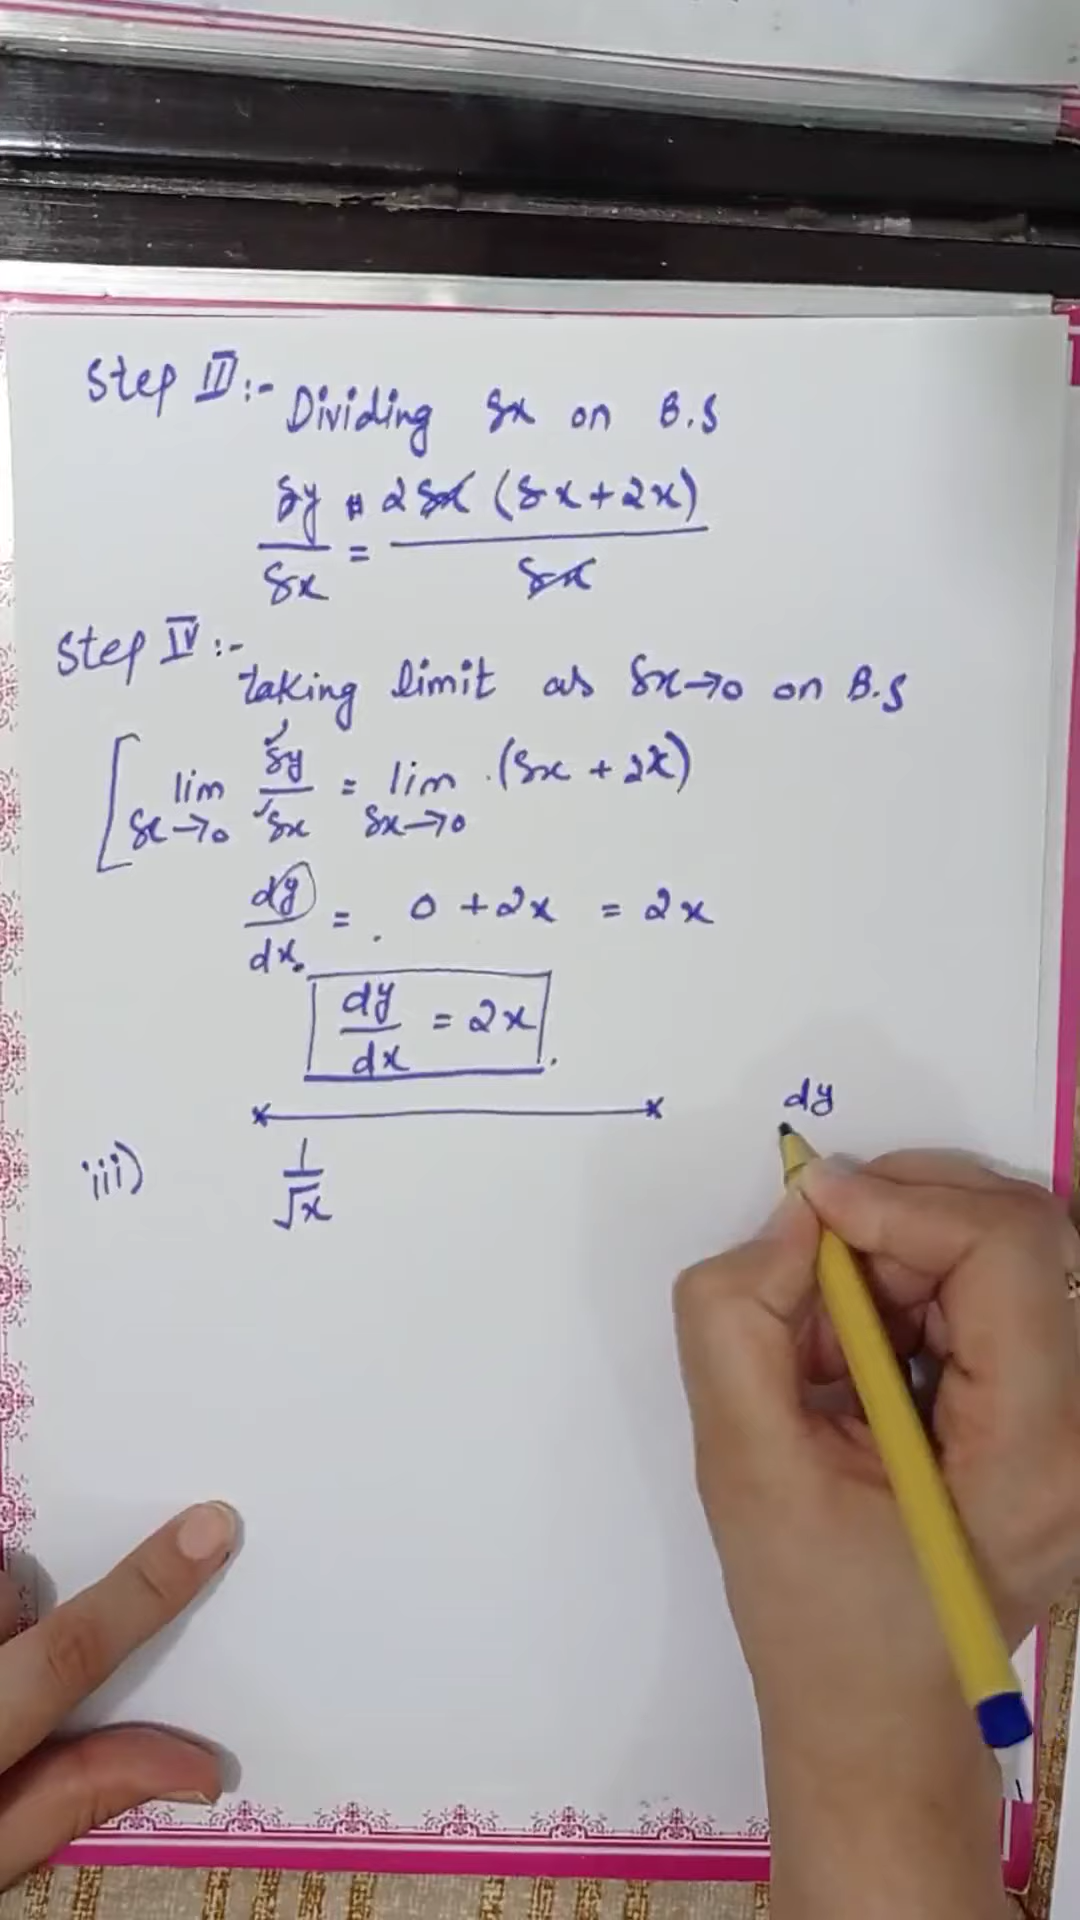 Step III:- Dividing δx on B.S
δy/δx = 2δx (δx+2x)/δx
Step IV:-
taking limit as δx→0 on B.S
lim δx→0 δy/δx = lim δx→0 (δx + 2x)
dy/dx = 0 + 2x = 2x
dy/dx = 2x
dy
iii) 1/√x